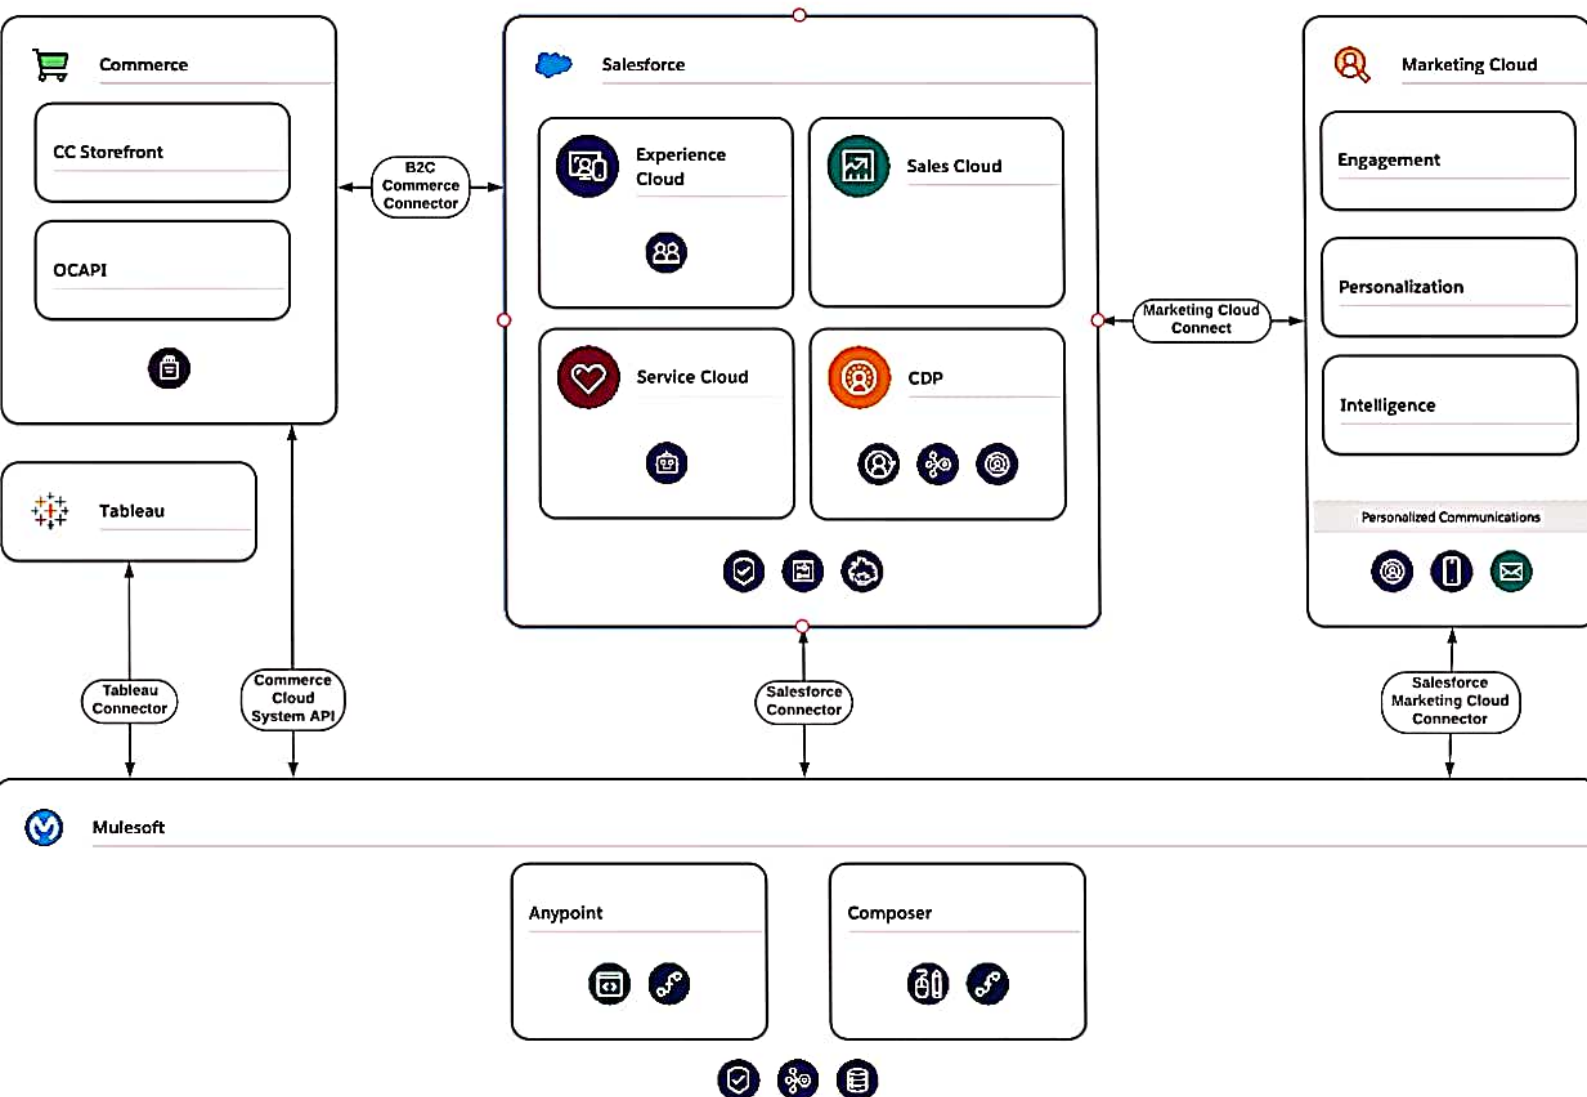 Commerce
CC Storefront
OCAPI
B2C
Commerce
Connector
Salesforce
Experience
Cloud
Sales Cloud
Service Cloud
CDP
Marketing Cloud
Connect
Marketing Cloud
Engagement
Personalization
Intelligence
Personalized Communications
Tableau
Tableau
Connector
Commerce
Cloud
System API
Salesforce
Connector
Salesforce
Marketing Cloud
Connector
Mulesoft
Anypoint
Composer